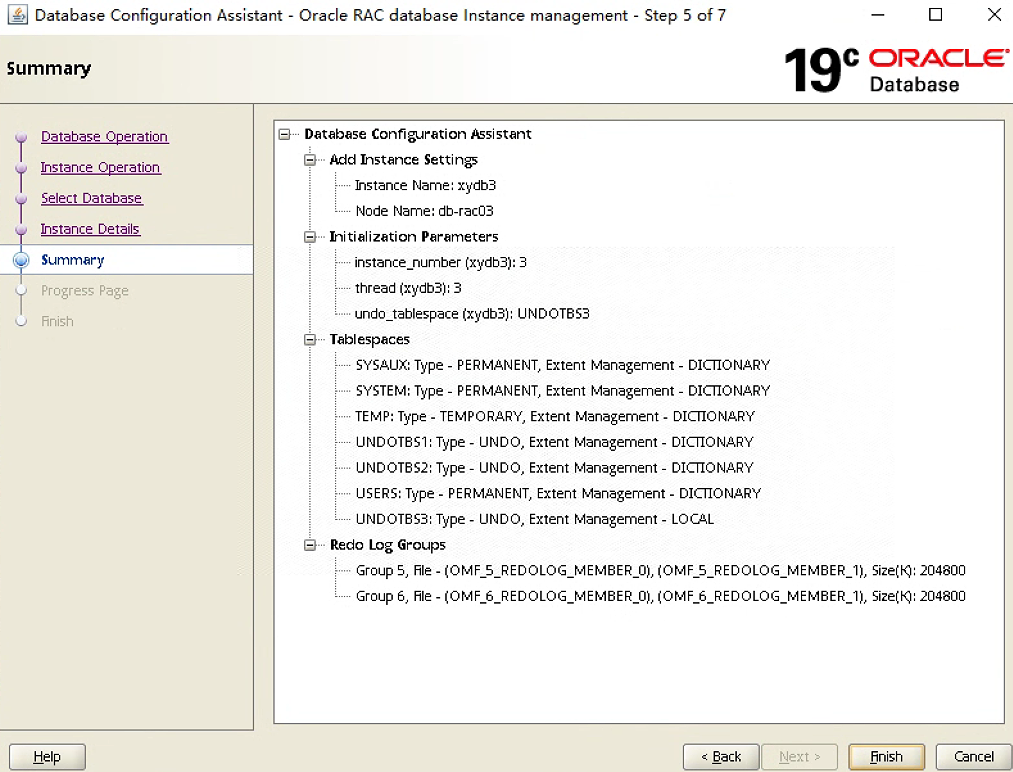 Database Configuration Assistant - Oracle RAC database Instance management - Step 5 of 7
Summary
19c ORACLE
Database
Database Operation
Instance Operation
Select Database
Instance Details
Summary
Progress Page
Finish
Database Configuration Assistant
Add Instance Settings
Instance Name: xydb3
Node Name: db-rac03
Initialization Parameters
instance_number (xydb3): 3
thread (xydb3): 3
undo_tablespace (xydb3): UNDOTBS3
Tablespaces
SYSAUX: Type - PERMANENT, Extent Management - DICTIONARY
SYSTEM: Type - PERMANENT, Extent Management - DICTIONARY
TEMP: Type - TEMPORARY, Extent Management - DICTIONARY
UNDOTBS1: Type - UNDO, Extent Management - DICTIONARY
UNDOTBS2: Type - UNDO, Extent Management - DICTIONARY
USERS: Type - PERMANENT, Extent Management - DICTIONARY
UNDOTBS3: Type - UNDO, Extent Management - LOCAL
Redo Log Groups
Group 5, File - (OMF_5_REDOLOG_MEMBER_0), (OMF_5_REDOLOG_MEMBER_1), Size(K): 204800
Group 6, File - (OMF_6_REDOLOG_MEMBER_0), (OMF_6_REDOLOG_MEMBER_1), Size(K): 204800
Help
< Back
Next >
Finish
Cancel